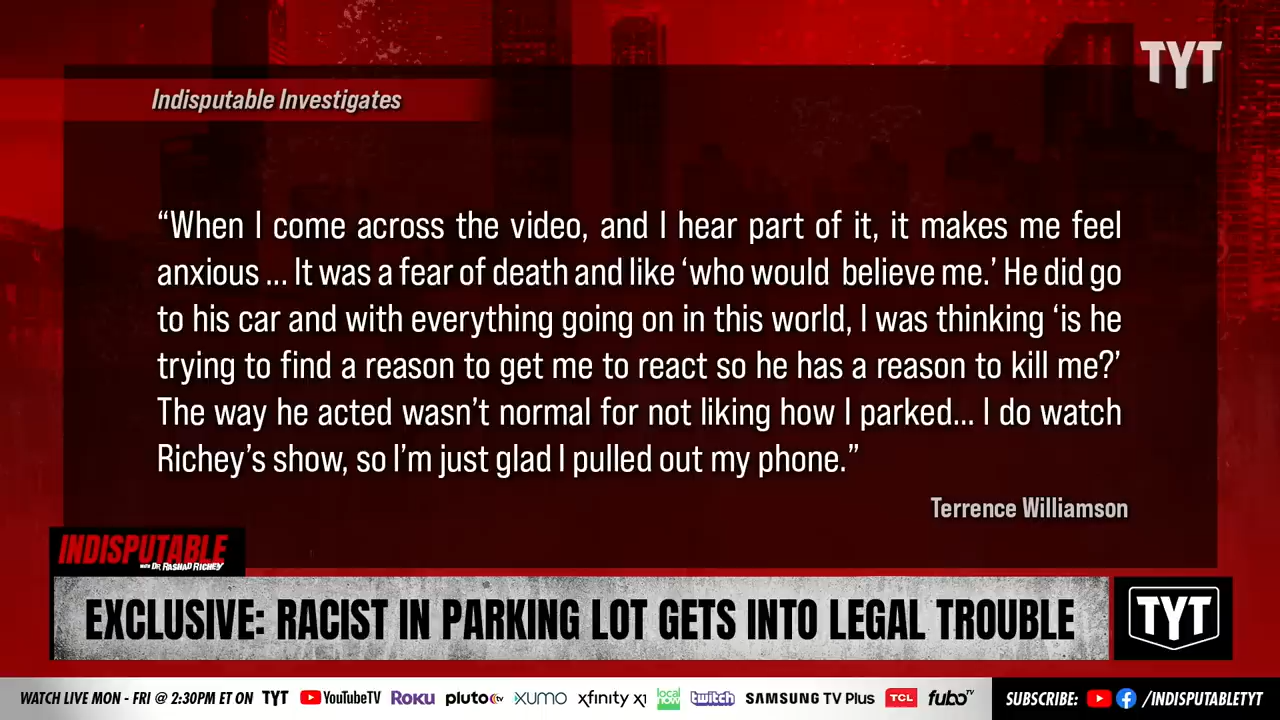 TYT
Indisputable Investigates
“When I come across the video, and I hear part of it, it makes me feel
anxious ... It was a fear of death and like ‘who would believe me.’ He did go
to his car and with everything going on in this world, I was thinking ‘is he
trying to find a reason to get me to react so he has a reason to kill me?’
The way he acted wasn’t normal for not liking how I parked... I do watch
Richey’s show, so I’m just glad I pulled out my phone.”
Terrence Williamson
INDISPUTABLE
WITH DR. RASHAD RICHEY
EXCLUSIVE: RACIST IN PARKING LOT GETS INTO LEGAL TROUBLE
TYT
WATCH LIVE MON - FRI @ 2:30PM ET ON TYT YouTubeTV ROKU pluto tv XUMO xfinity x1 local now twitch SAMSUNG TV Plus TCL fubo TV SUBSCRIBE: /INDISPUTABLETYT